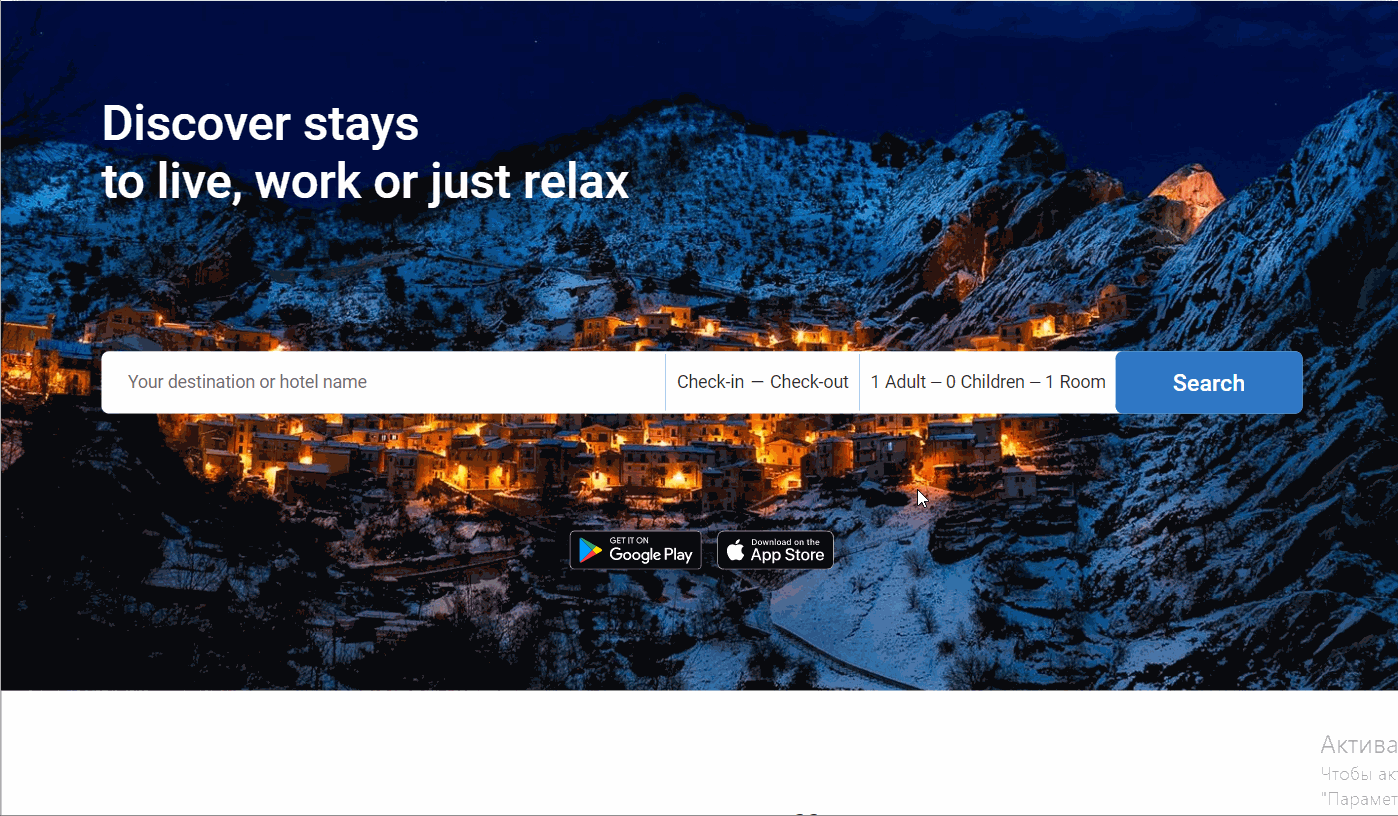 Discover stays
to live, work or just relax
Your destination or hotel name
Check-in — Check-out
1 Adult – 0 Children – 1 Room
Search
GET IT ON
Google Play
Download on the
App Store
Актива
Чтобы ак
"Парамет